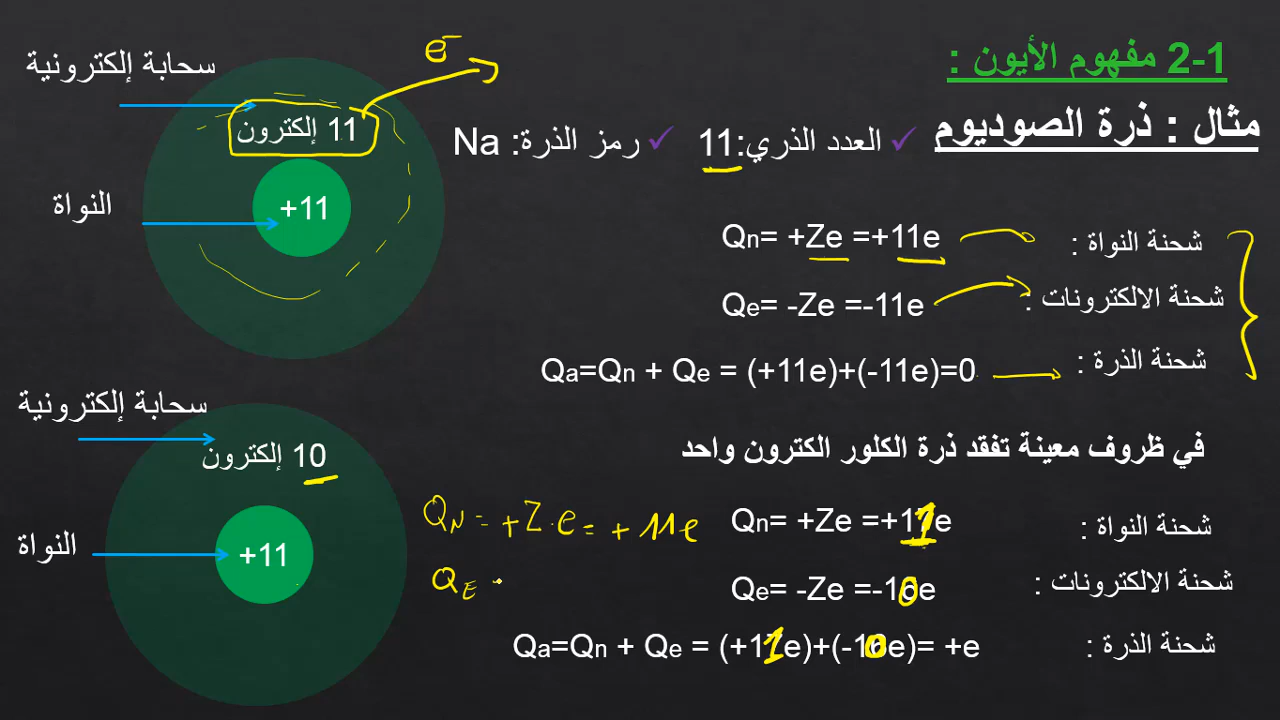 2-1 مفهوم الأيون :
مثال : ذرة الصوديوم
✓ العدد الذري:11
✓ رمز الذرة: Na
سحابة إلكترونية
e-
11 إلكترون
النواة
+11
شحنة النواة :
Qn= +Ze =+11e
شحنة الالكترونات :
Qe= -Ze =-11e
شحنة الذرة :
Qa=Qn + Qe = (+11e)+(-11e)=0
في ظروف معينة تفقد ذرة الكلور الكترون واحد
سحابة إلكترونية
10 إلكترون
النواة
+11
شحنة النواة :
Qn= +Ze =+11e
QN = +Z.e = + 11e
شحنة الالكترونات :
Qe= -Ze =-10e
QE -
شحنة الذرة :
Qa=Qn + Qe = (+11e)+(-10e)= +e